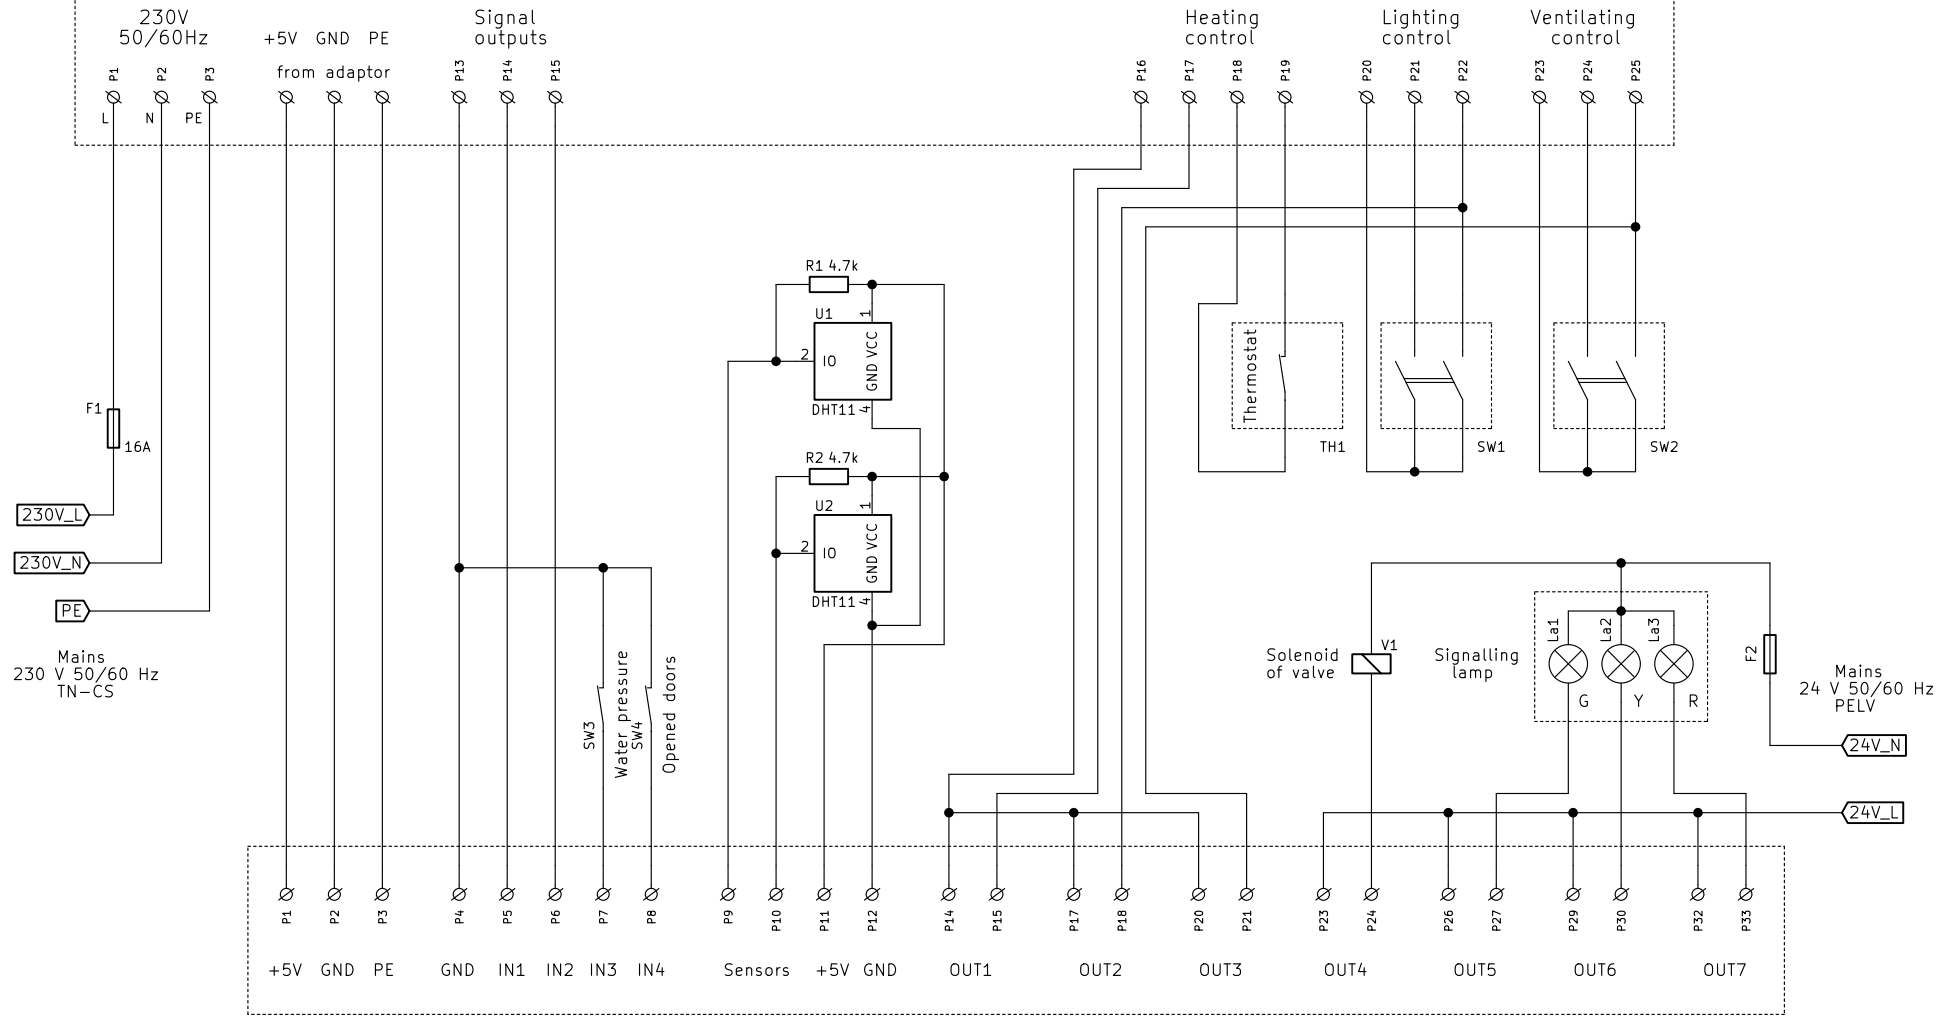 230V
50/60Hz
+5V GND PE
from adaptor
Signal
outputs
Heating
control
Lighting
control
Ventilating
control
P1 P2 P3 P13 P14 P15 P16 P17 P18 P19 P20 P21 P22 P23 P24 P25
L N PE
R1 4.7k
U1
1
2 IO
GND VCC
DHT11 4
Thermostat
TH1
SW1
SW2
F1
16A
R2 4.7k
U2
1
2 IO
GND VCC
DHT11 4
230V_L
230V_N
PE
Mains
230 V 50/60 Hz
TN-CS
SW3
Water pressure
SW4
Opened doors
Solenoid
of valve
V1
Signalling
lamp
La1 La2 La3
G Y R
F2
Mains
24 V 50/60 Hz
PELV
24V_N
24V_L
P1 P2 P3 P4 P5 P6 P7 P8 P9 P10 P11 P12 P14 P15 P17 P18 P20 P21 P23 P24 P26 P27 P29 P30 P32 P33
+5V GND PE GND IN1 IN2 IN3 IN4 Sensors +5V GND OUT1 OUT2 OUT3 OUT4 OUT5 OUT6 OUT7